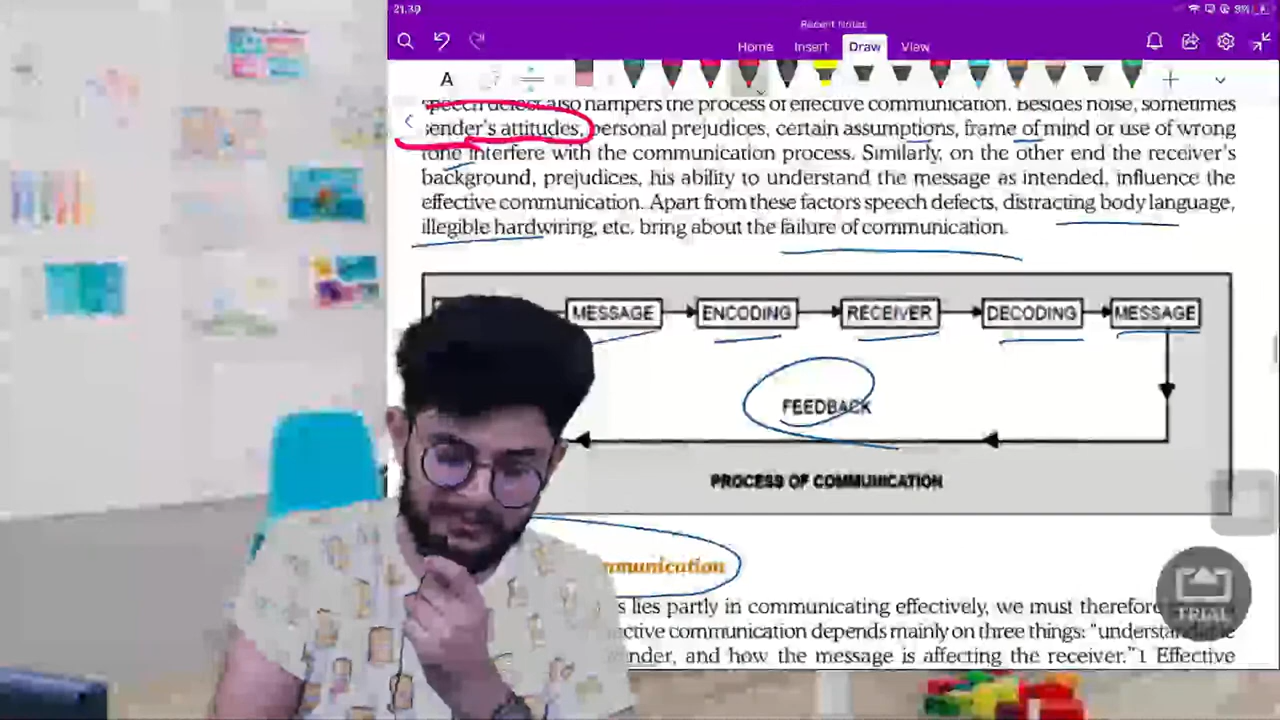 21.39
Recent Notes
9%
Home Insert Draw View
speech defect also hampers the process of effective communication. Besides noise, sometimes
sender's attitudes, personal prejudices, certain assumptions, frame of mind or use of wrong
tone interfere with the communication process. Similarly, on the other end the receiver's
background, prejudices, his ability to understand the message as intended, influence the
effective communication. Apart from these factors speech defects, distracting body language,
illegible hardwiring, etc. bring about the failure of communication.
MESSAGE ENCODING RECEIVER DECODING MESSAGE
FEEDBACK
PROCESS OF COMMUNICATION
mmunication
s lies partly in communicating effectively, we must therefore
ctive communication depends mainly on three things: "
nder, and how the message is affecting the receiver."1 Effective
TRIAL